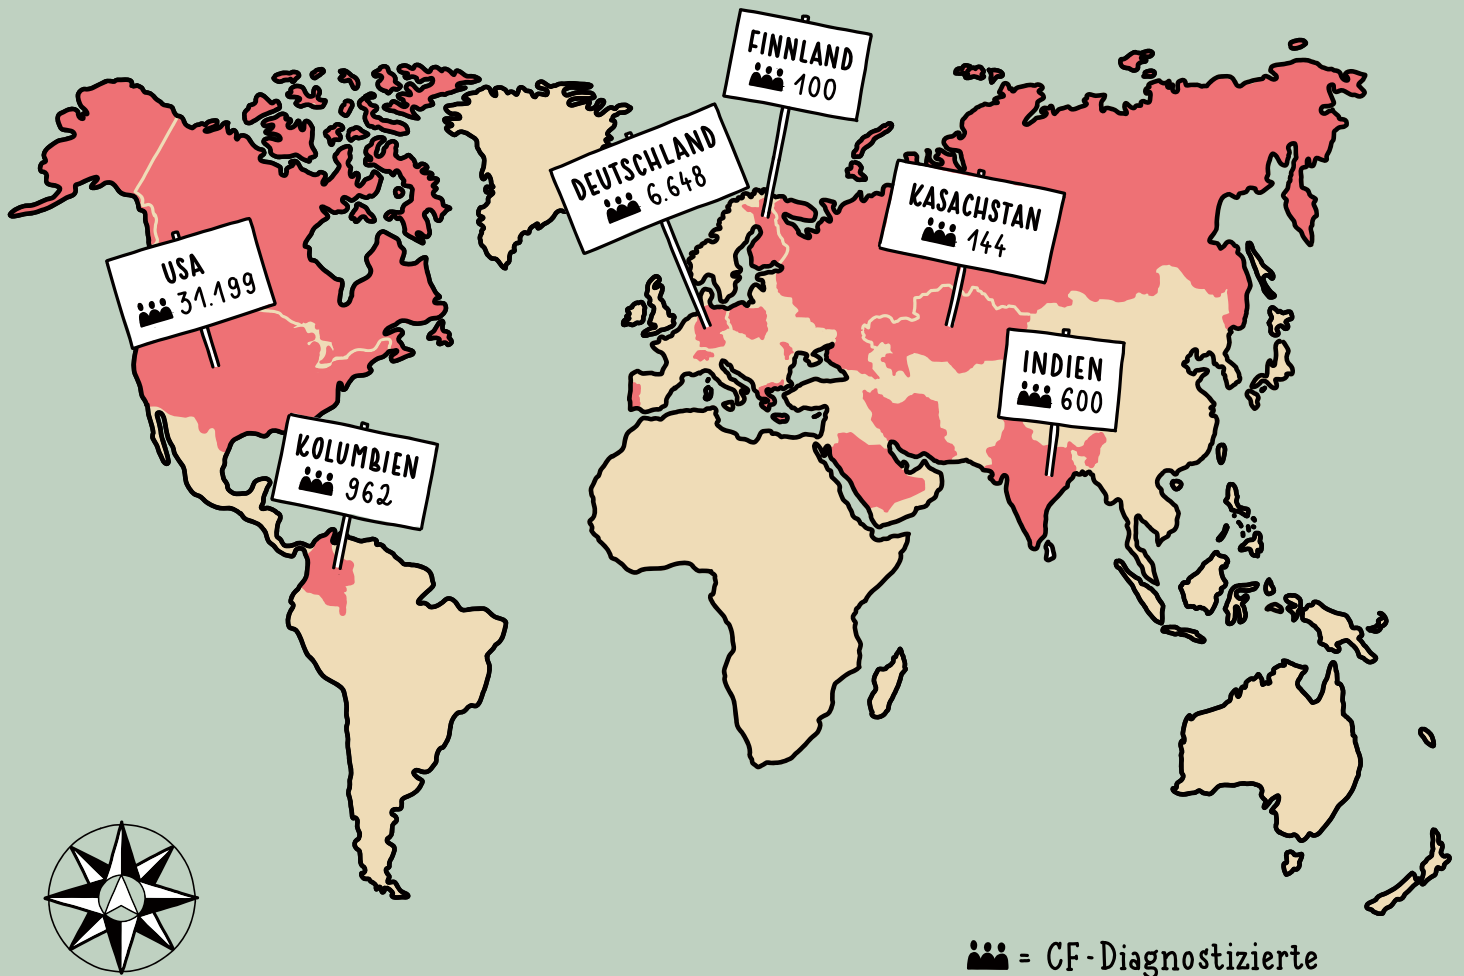 FINNLAND
100
DEUTSCHLAND
6.648
KASACHSTAN
144
USA
31.199
INDIEN
600
KOLUMBIEN
962
= CF-Diagnostizierte